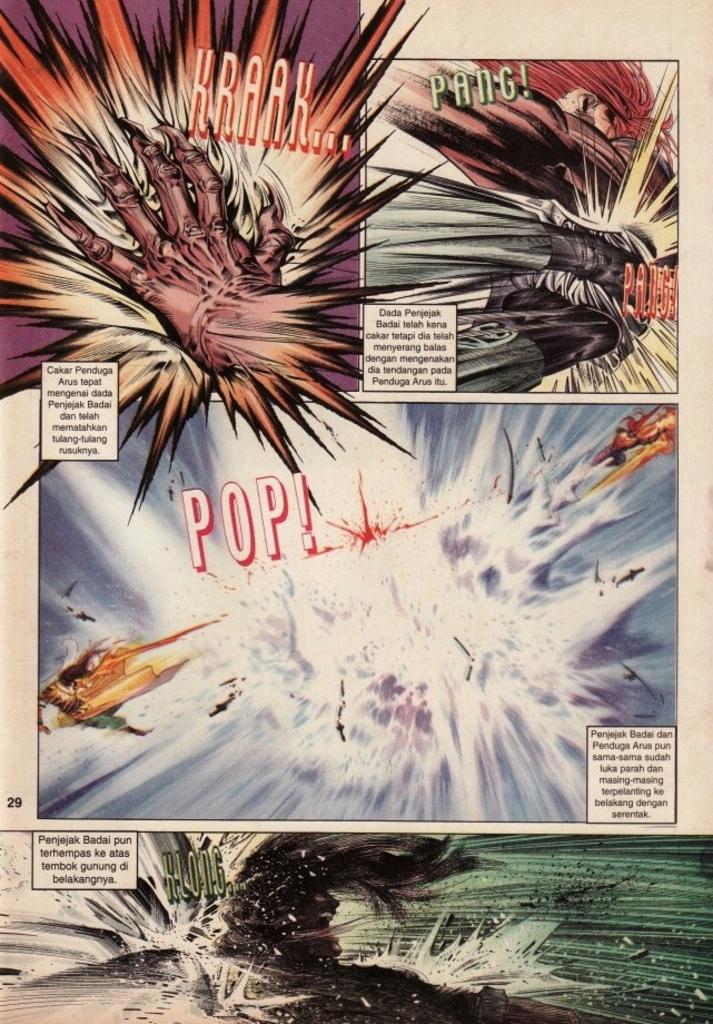 KRAAK...
PANG!
PANG!
Dada Penjejak
Badai telah kena
cakar tetapi dia telah
menyerang balas
dengan mengenakan
dia tendangan pada
Penduga Arus itu.
Cakar Penduga
Arus tepat
mengenai dada
Penjejak Badai
dan telah
mematahkan
tulang-tulang
rusuknya.
POP!
Penjejak Badai dan
Penduga Arus pun
sama-sama sudah
luka parah dan
masing-masing
terpelanting ke
belakang dengan
serentak.
29
Penjejak Badai pun
terhempas ke atas
tembok gunung di
belakangnya.
KLONG...